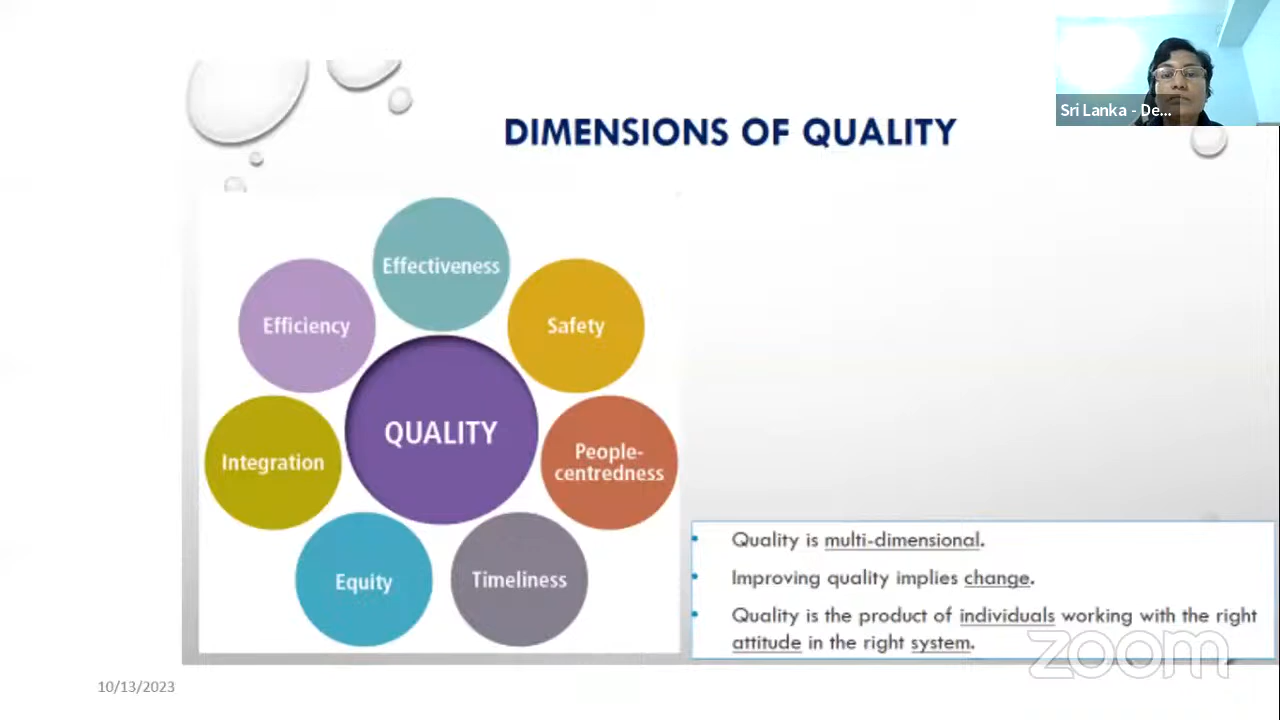 Sri Lanka - De...
DIMENSIONS OF QUALITY
Effectiveness
Efficiency
Safety
QUALITY
Integration
People-
centredness
Equity
Timeliness
Quality is multi-dimensional.
Improving quality implies change.
Quality is the product of individuals working with the right
attitude in the right system.
zoom
10/13/2023